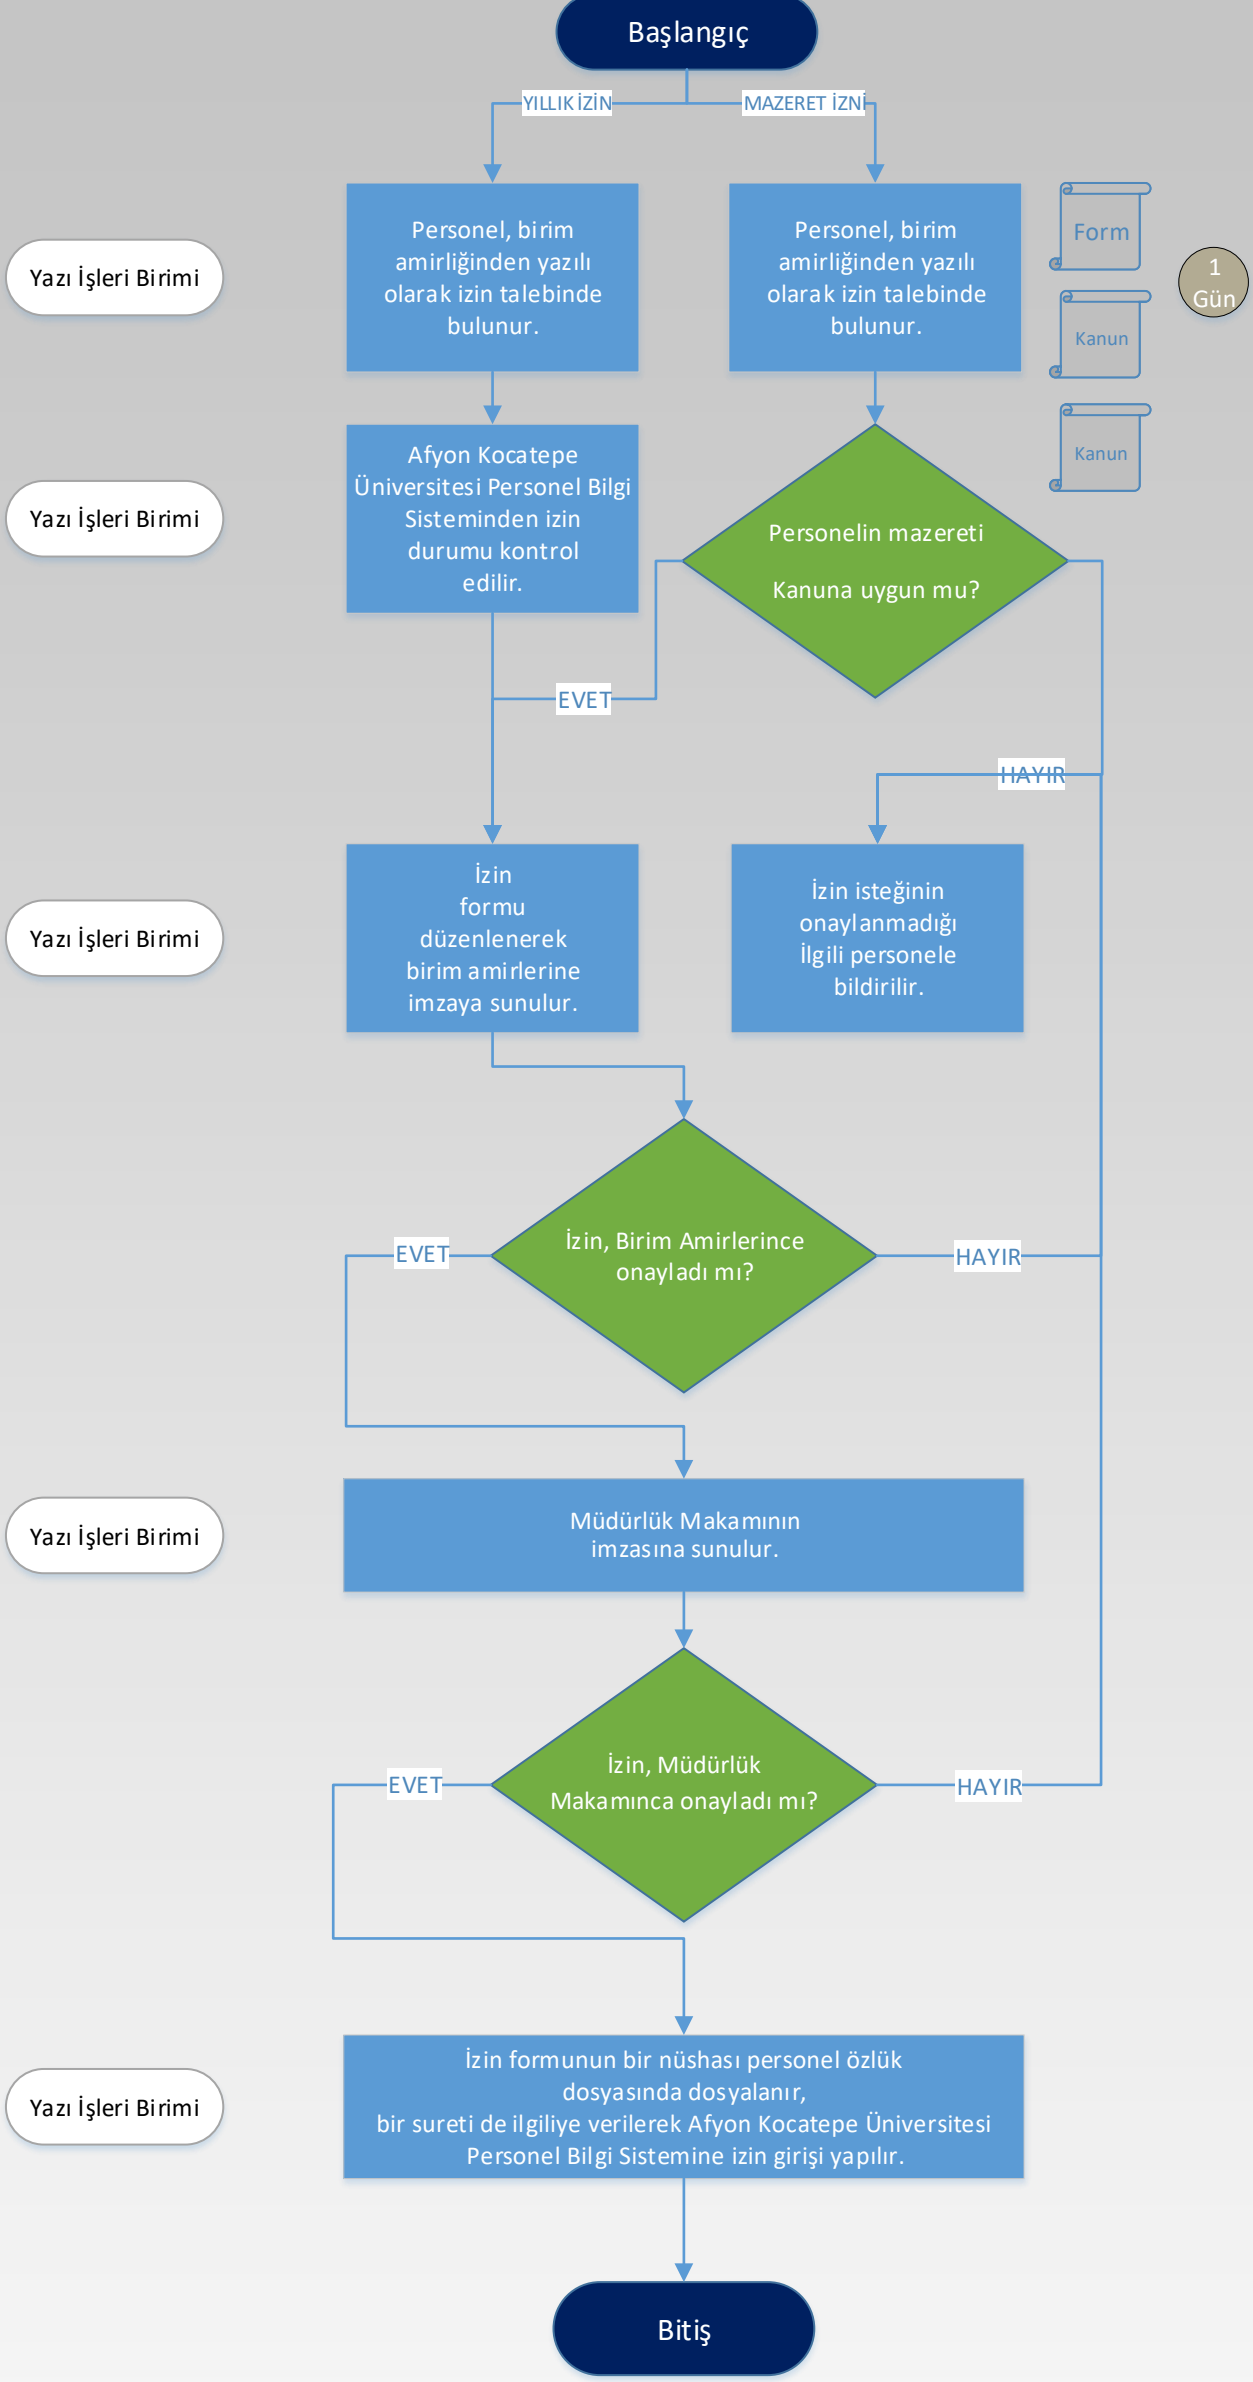 Başlangıç
YILLIK İZİN
MAZERET İZNİ
Yazı İşleri Birimi
Personel, birim
amirliğinden yazılı
olarak izin talebinde
bulunur.
Personel, birim
amirliğinden yazılı
olarak izin talebinde
bulunur.
Form
1
Gün
Kanun
Kanun
Yazı İşleri Birimi
Afyon Kocatepe
Üniversitesi Personel Bilgi
Sisteminden izin
durumu kontrol
edilir.
Personelin mazereti
Kanuna uygun mu?
EVET
HAYIR
Yazı İşleri Birimi
İzin
formu
düzenlenerek
birim amirlerine
imzaya sunulur.
İzin isteğinin
onaylanmadığı
İlgili personele
bildirilir.
İzin, Birim Amirlerince
onayladı mı?
EVET
HAYIR
Yazı İşleri Birimi
Müdürlük Makamının
imzasına sunulur.
İzin, Müdürlük
Makamınca onayladı mı?
EVET
HAYIR
Yazı İşleri Birimi
İzin formunun bir nüshası personel özlük
dosyasında dosyalanır,
bir sureti de ilgiliye verilerek Afyon Kocatepe Üniversitesi
Personel Bilgi Sistemine izin girişi yapılır.
Bitiş